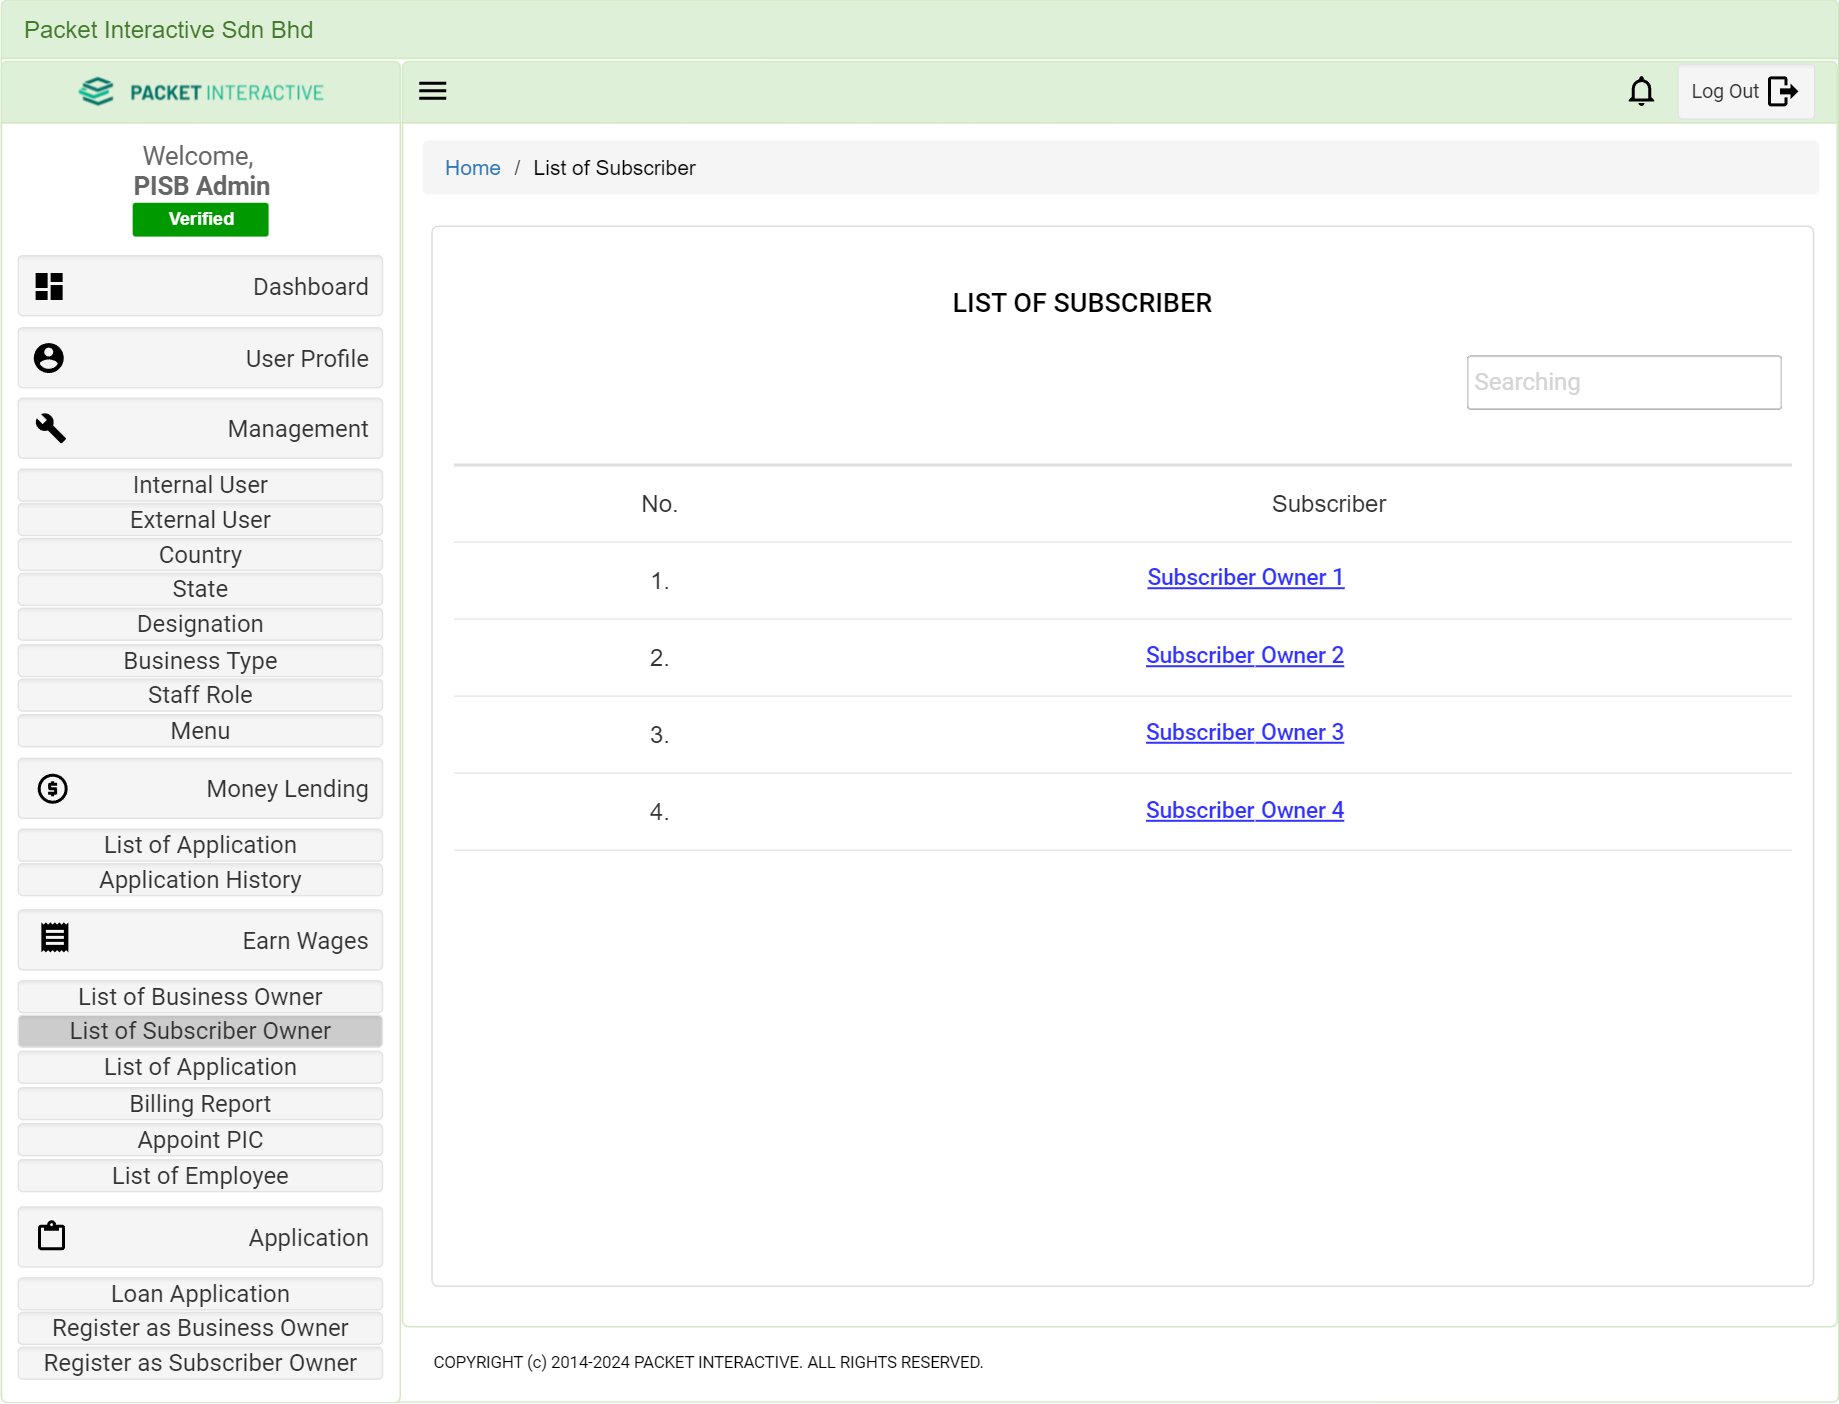 Packet Interactive Sdn Bhd
PACKET INTERACTIVE
Log Out
Welcome,
PISB Admin
Verified
Dashboard
User Profile
Management
Internal User
External User
Country
State
Designation
Business Type
Staff Role
Menu
Money Lending
List of Application
Application History
Earn Wages
List of Business Owner
List of Subscriber Owner
List of Application
Billing Report
Appoint PIC
List of Employee
Application
Loan Application
Register as Business Owner
Register as Subscriber Owner
Home / List of Subscriber
LIST OF SUBSCRIBER
Searching
No. Subscriber
1. Subscriber Owner 1
2. Subscriber Owner 2
3. Subscriber Owner 3
4. Subscriber Owner 4
COPYRIGHT (c) 2014-2024 PACKET INTERACTIVE. ALL RIGHTS RESERVED.